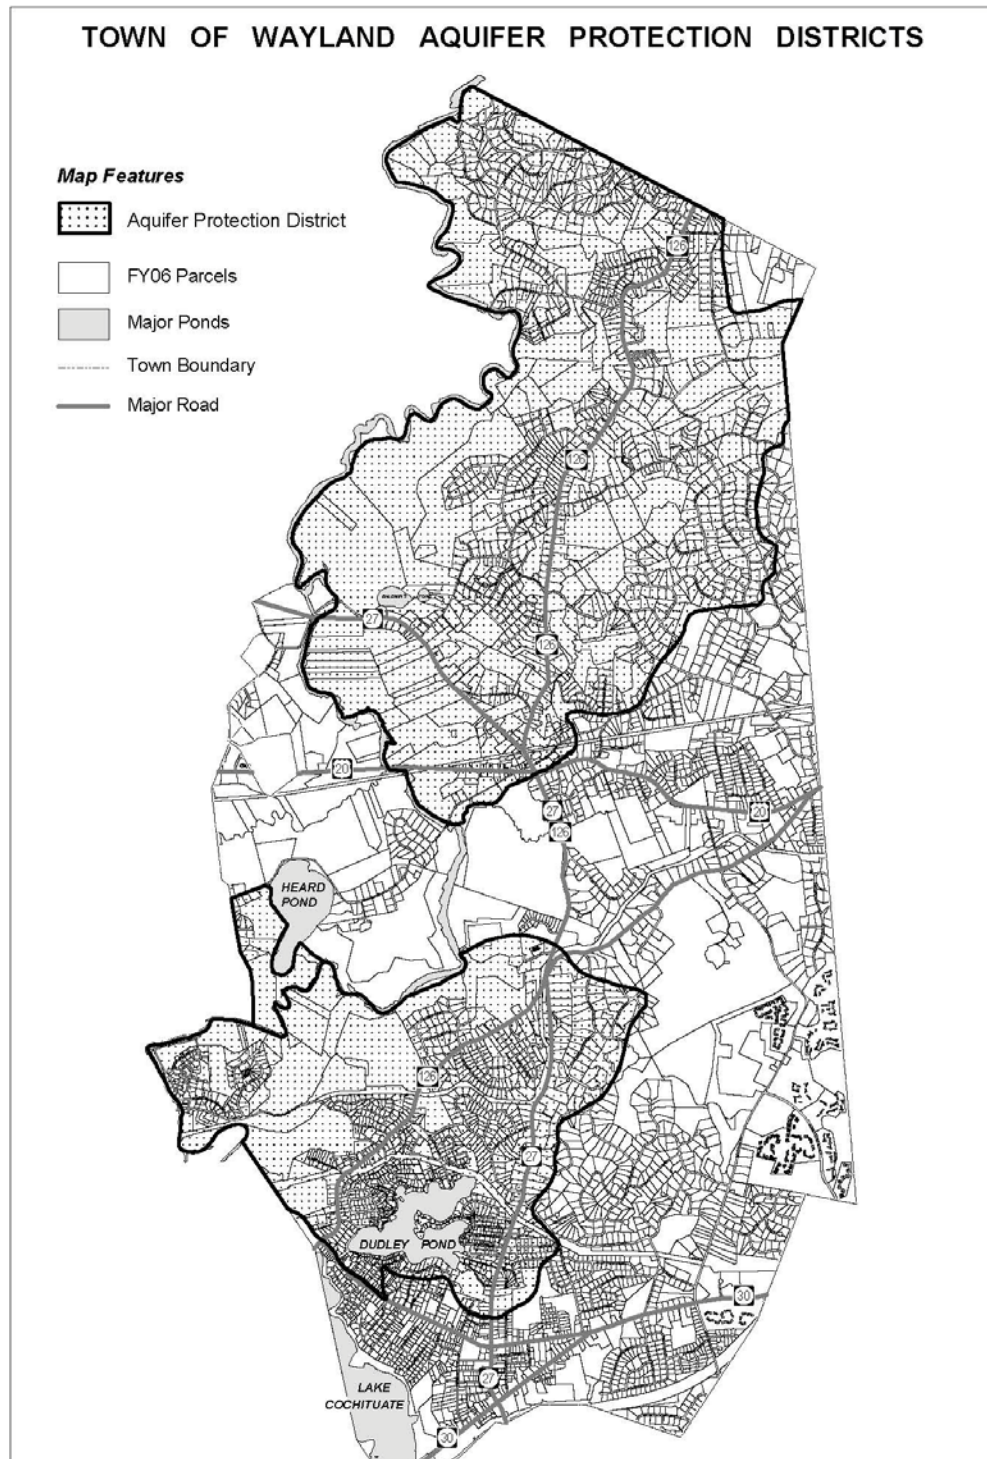 TOWN OF WAYLAND AQUIFER PROTECTION DISTRICTS
Map Features
Aquifer Protection District
FY06 Parcels
Major Ponds
Town Boundary
Major Road
126
126
27
126
20
27
20
126
HEARD
POND
126
27
DUDLEY POND
30
27
LAKE
COCHITUATE
30